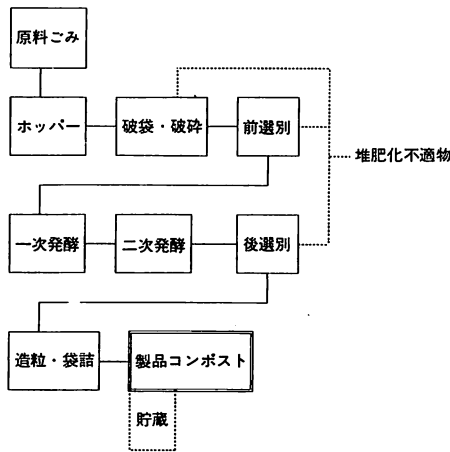 原料ごみ
ホッパー
破袋・破砕
前選別
堆肥化不適物
一次発酵
二次発酵
後選別
造粒・袋詰
製品コンポスト
貯蔵